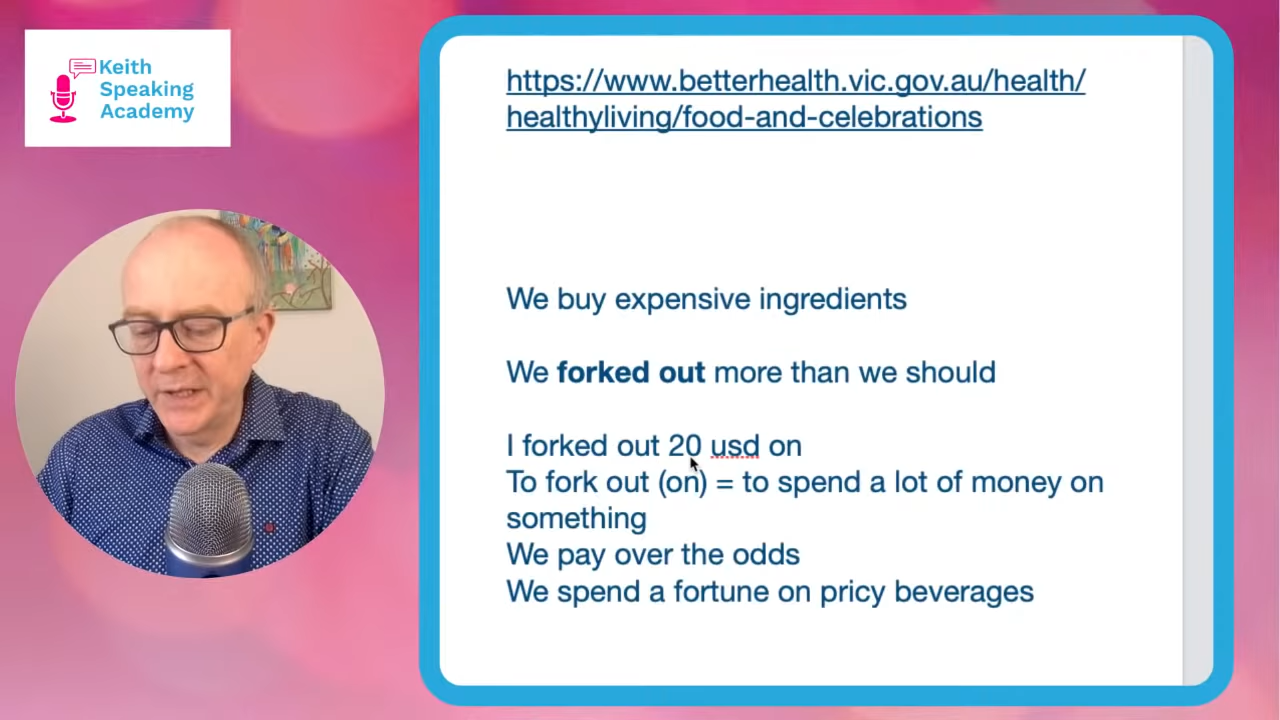 Keith
Speaking
Academy
https://www.betterhealth.vic.gov.au/health/
healthyliving/food-and-celebrations
We buy expensive ingredients
We forked out more than we should
I forked out 20 usd on
To fork out (on) = to spend a lot of money on
something
We pay over the odds
We spend a fortune on pricy beverages